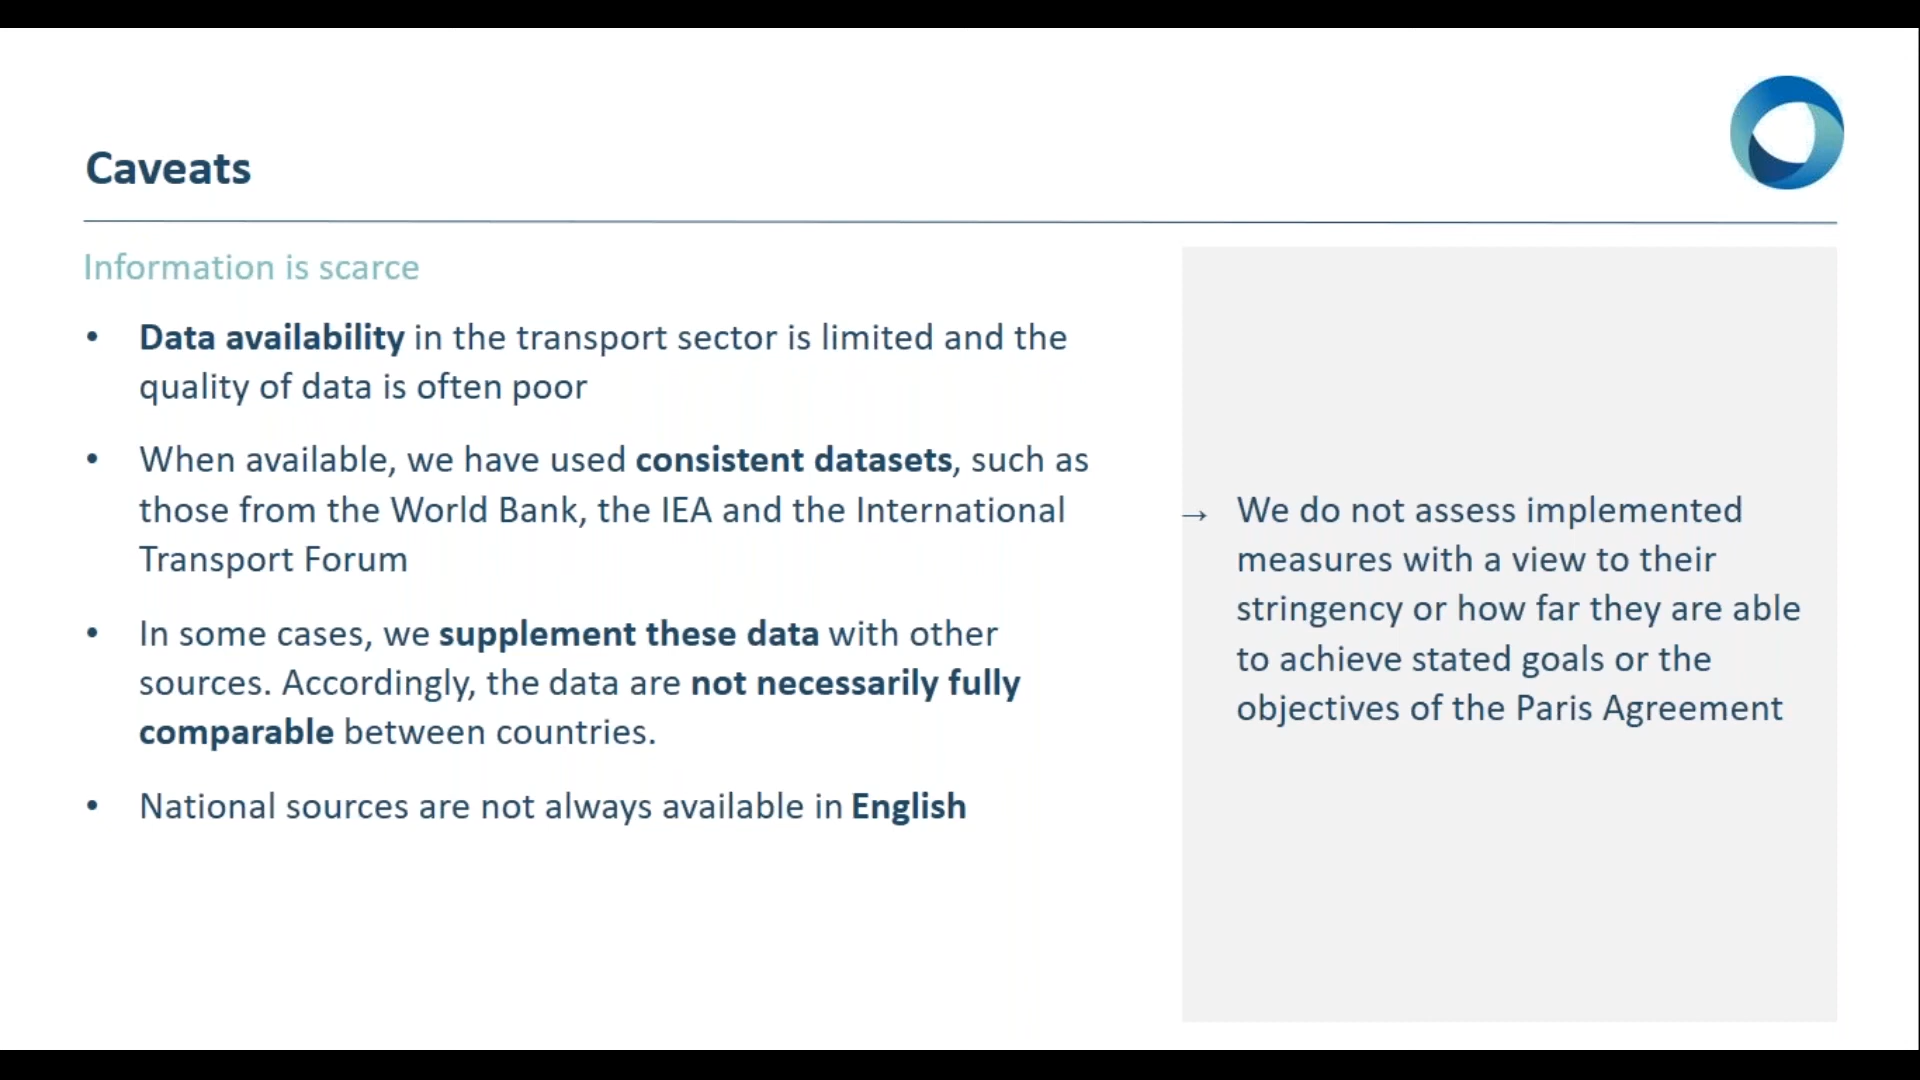 Caveats
Information is scarce
• Data availability in the transport sector is limited and the
quality of data is often poor
• When available, we have used consistent datasets, such as
those from the World Bank, the IEA and the International
Transport Forum
• In some cases, we supplement these data with other
sources. Accordingly, the data are not necessarily fully
comparable between countries.
• National sources are not always available in English
→ We do not assess implemented
measures with a view to their
stringency or how far they are able
to achieve stated goals or the
objectives of the Paris Agreement